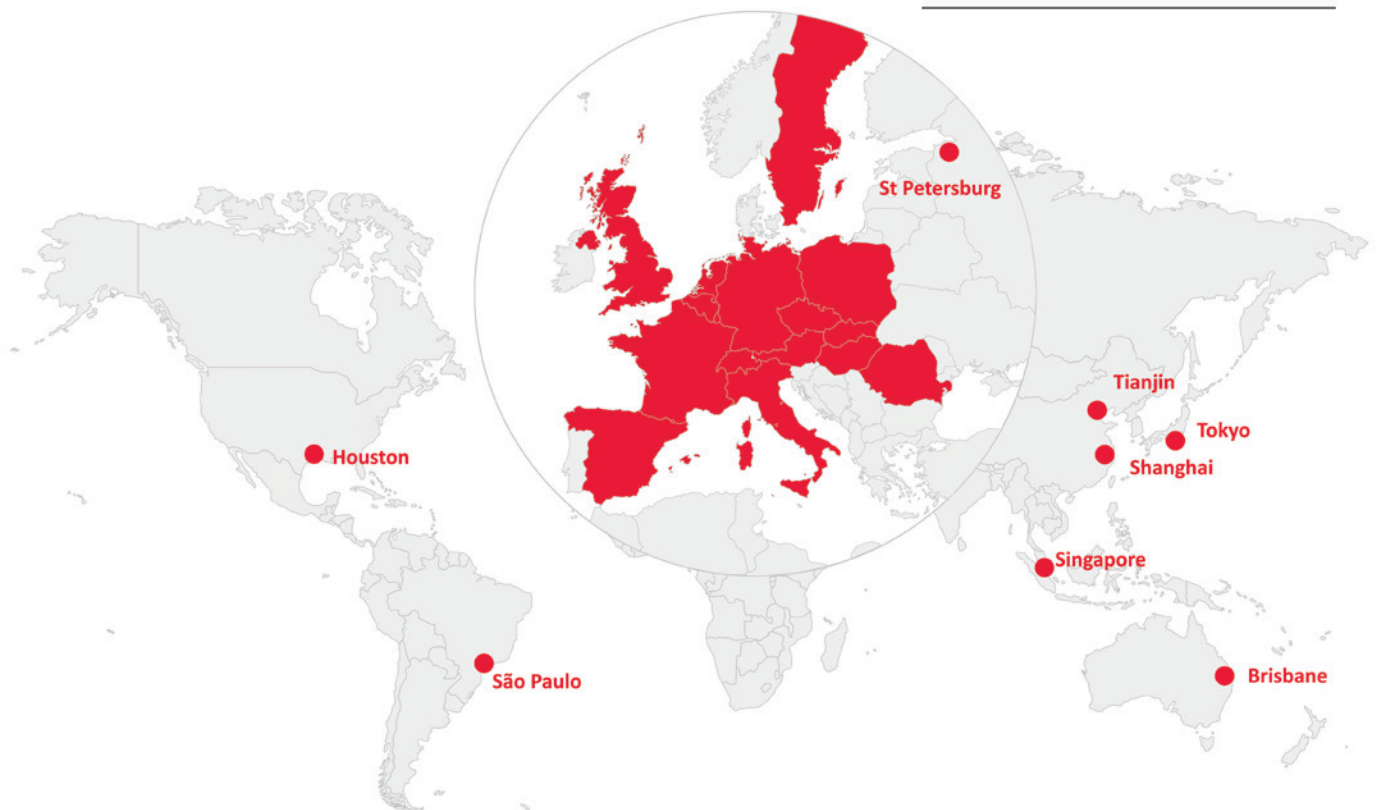 St Petersburg
Tianjin
Tokyo
Houston
Shanghai
Singapore
São Paulo
Brisbane